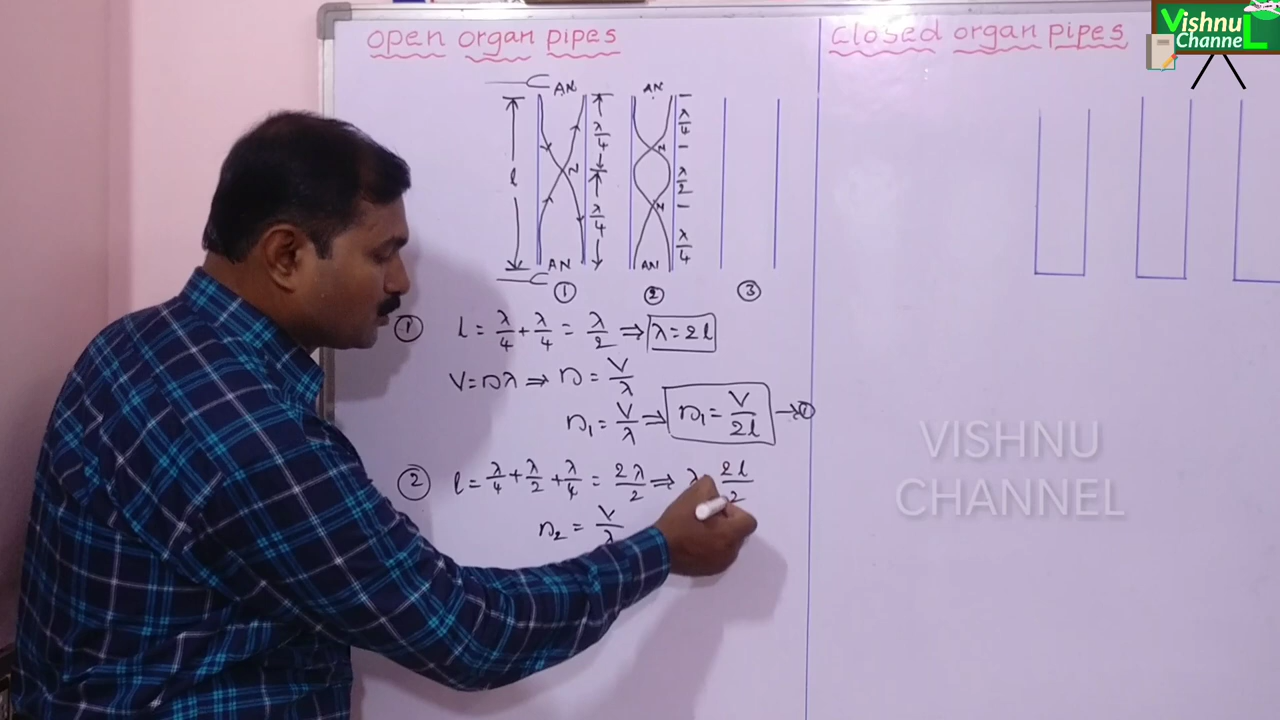 Vishnu
Channel
open organ pipes
closed organ pipes
AN AN
λ/4 λ/4
l N N λ/2
λ/4 N λ/4
AN AN
① ② ③
① l = λ/4 + λ/4 = λ/2 ⇒ λ = 2l
V = nλ ⇒ n = V/λ
n₁ = V/λ ⇒ n₁ = V/2l → ①
② l = λ/4 + λ/2 + λ/4 = 2λ/2 ⇒ λ 2l/2
n₂ = V/λ
VISHNU
CHANNEL